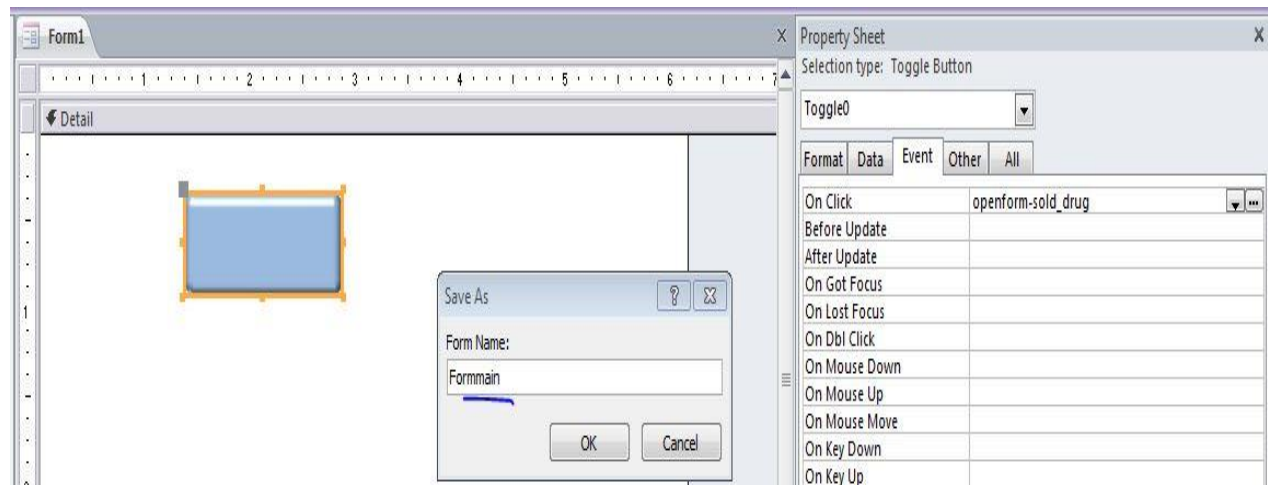 Form1
X
1 2 3 4 5 6 7
Detail
1
Save As
Form Name:
Formmain
OK
Cancel
Property Sheet
X
Selection type: Toggle Button
Toggle0
Format Data Event Other All
On Click openform-sold_drug
Before Update
After Update
On Got Focus
On Lost Focus
On Dbl Click
On Mouse Down
On Mouse Up
On Mouse Move
On Key Down
On Key Up